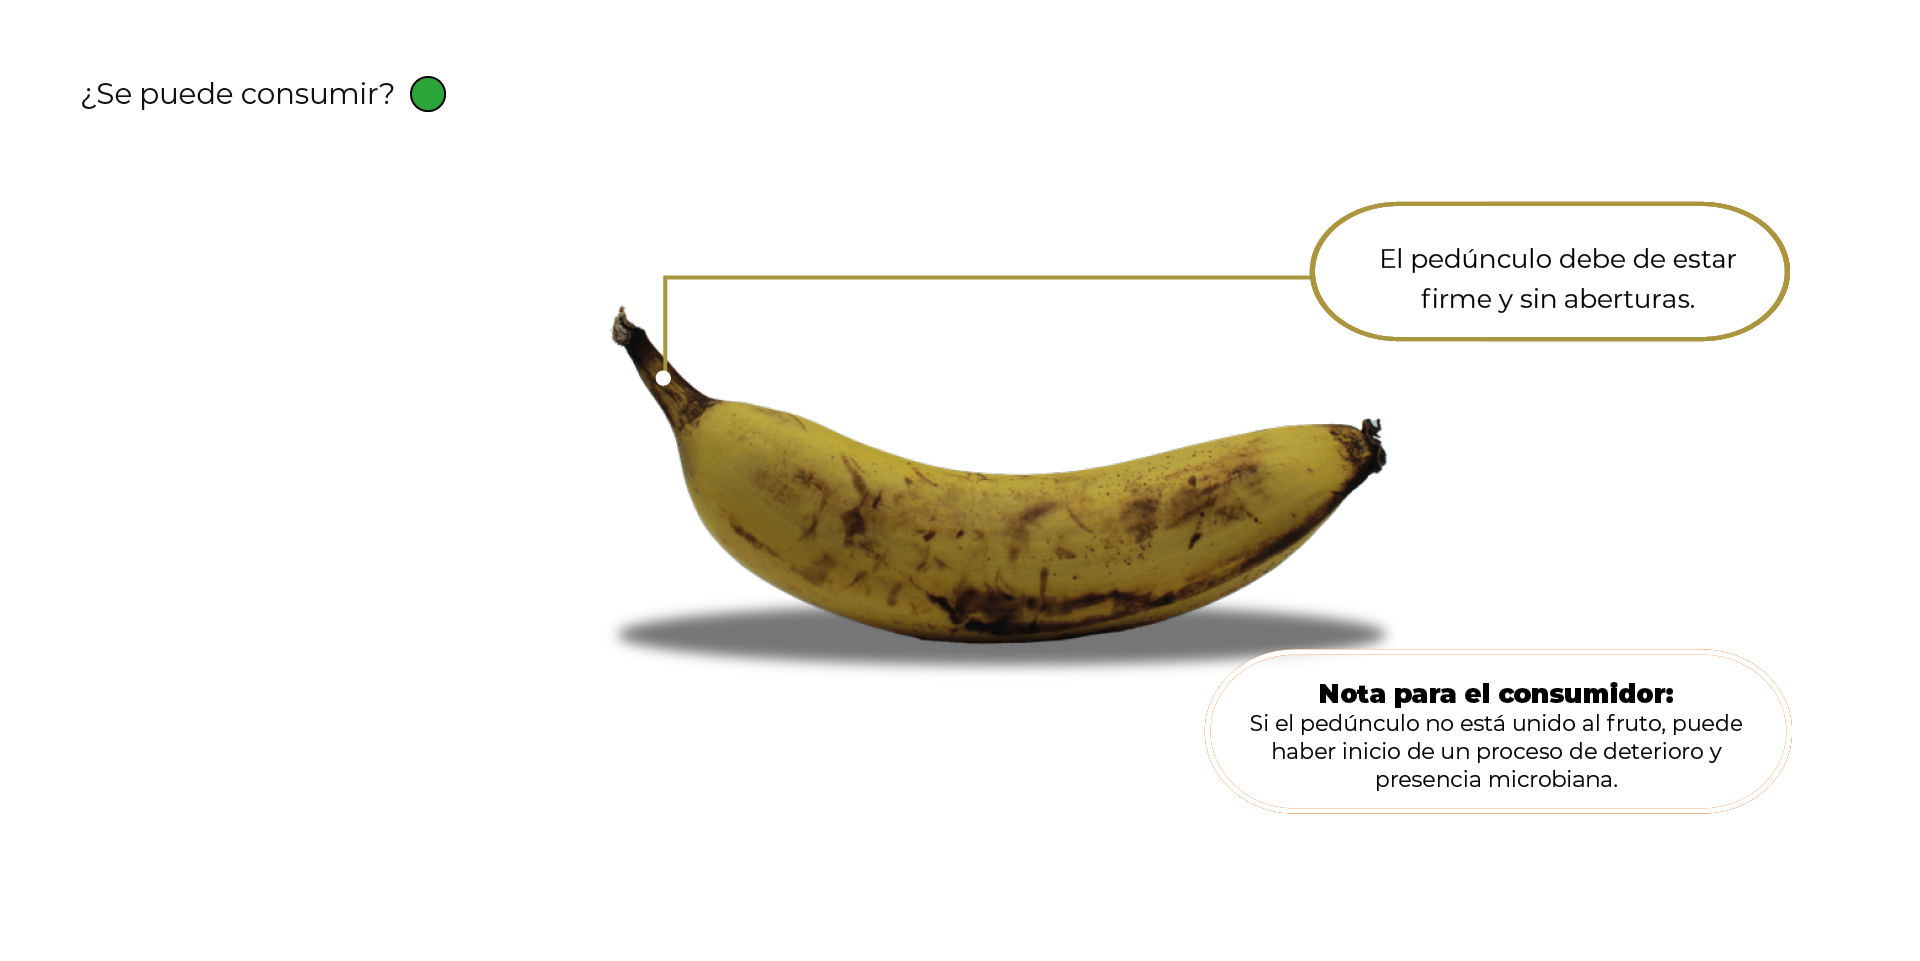 ¿Se puede consumir?
El pedúnculo debe de estar
firme y sin aberturas.
Nota para el consumidor:
Si el pedúnculo no está unido al fruto, puede
haber inicio de un proceso de deterioro y
presencia microbiana.